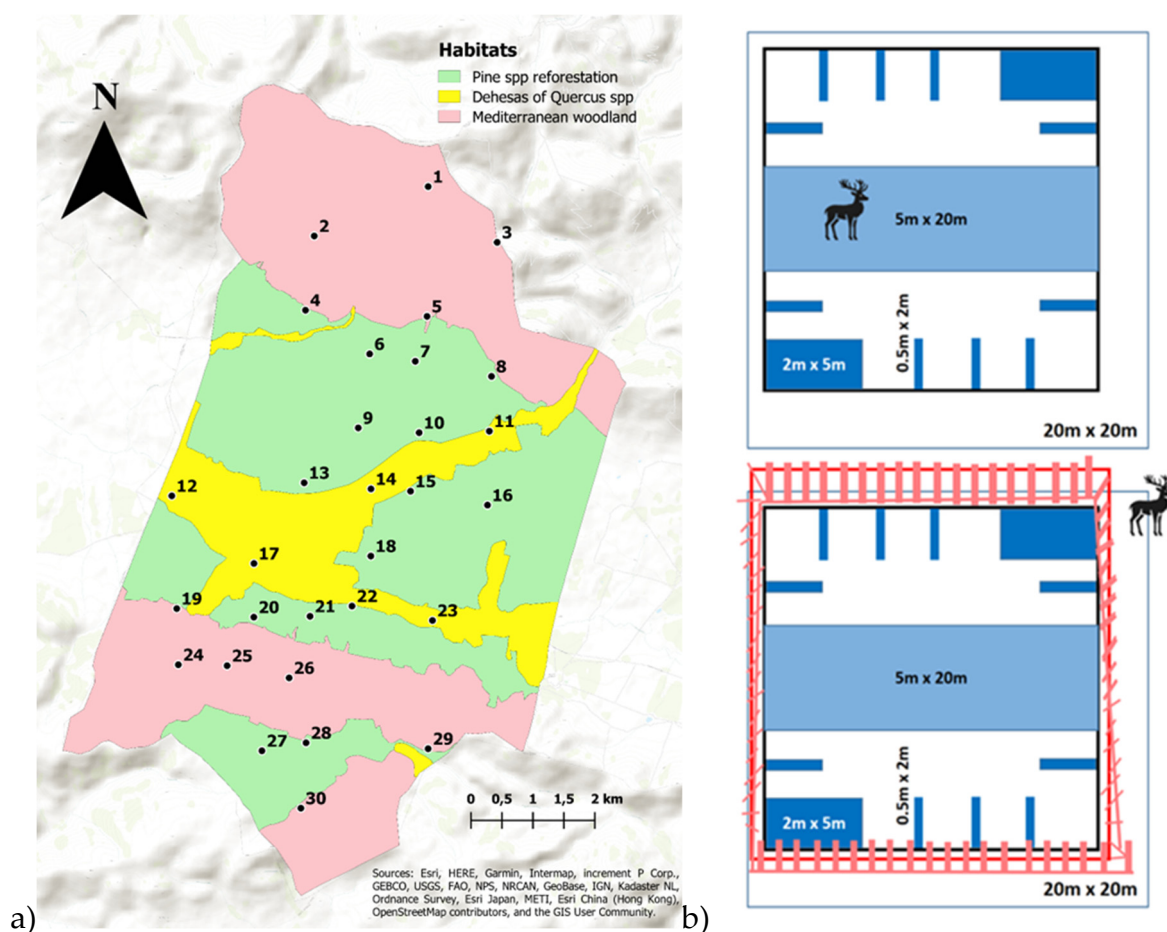 Habitats
Pine spp reforestation
Dehesas of Quercus spp
Mediterranean woodland
N
1
2
3
4
5
6
7
8
9
10
11
12
13
14
15
16
17
18
19
20
21
22
23
24
25
26
27
28
29
30
0 0,5 1 1,5 2 km
Sources: Esri, HERE, Garmin, Intermap, increment P Corp.,
GEBCO, USGS, FAO, NPS, NRCAN, GeoBase, IGN, Kadaster NL,
Ordnance Survey, Esri Japan, METI, Esri China (Hong Kong),
OpenStreetMap contributors, and the GIS User Community.
a)
5m x 20m
0.5m x 2m
2m x 5m
20m x 20m
5m x 20m
0.5m x 2m
2m x 5m
20m x 20m
b)